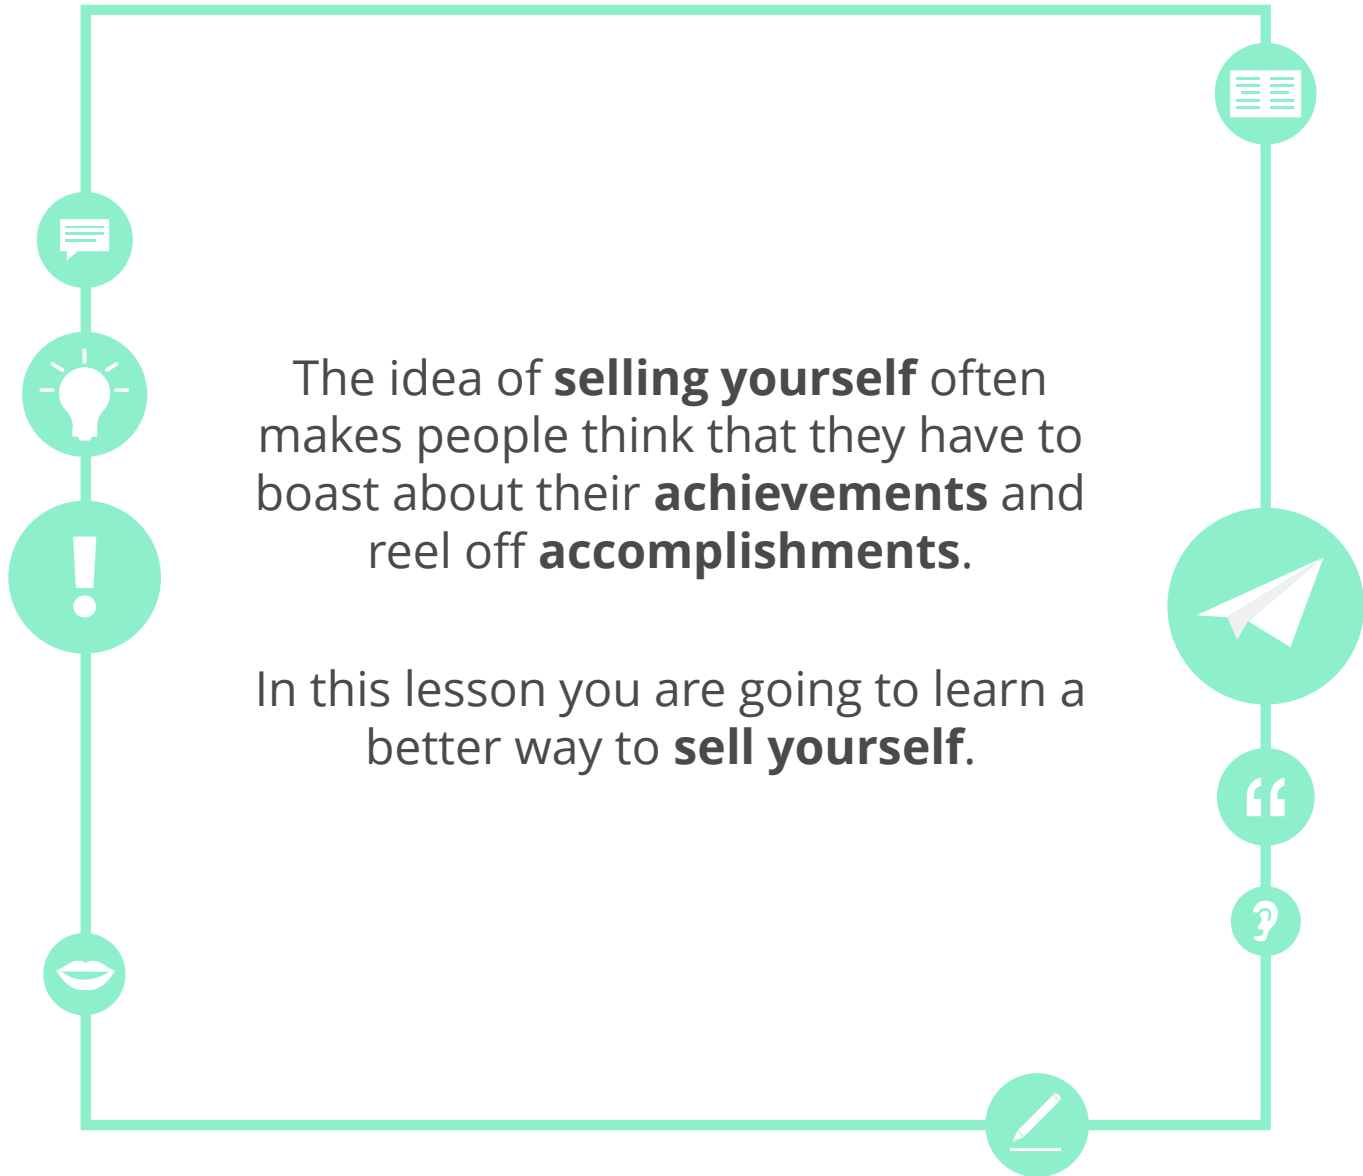 The idea of selling yourself often
makes people think that they have to
boast about their achievements and
reel off accomplishments.
In this lesson you are going to learn a
better way to sell yourself.